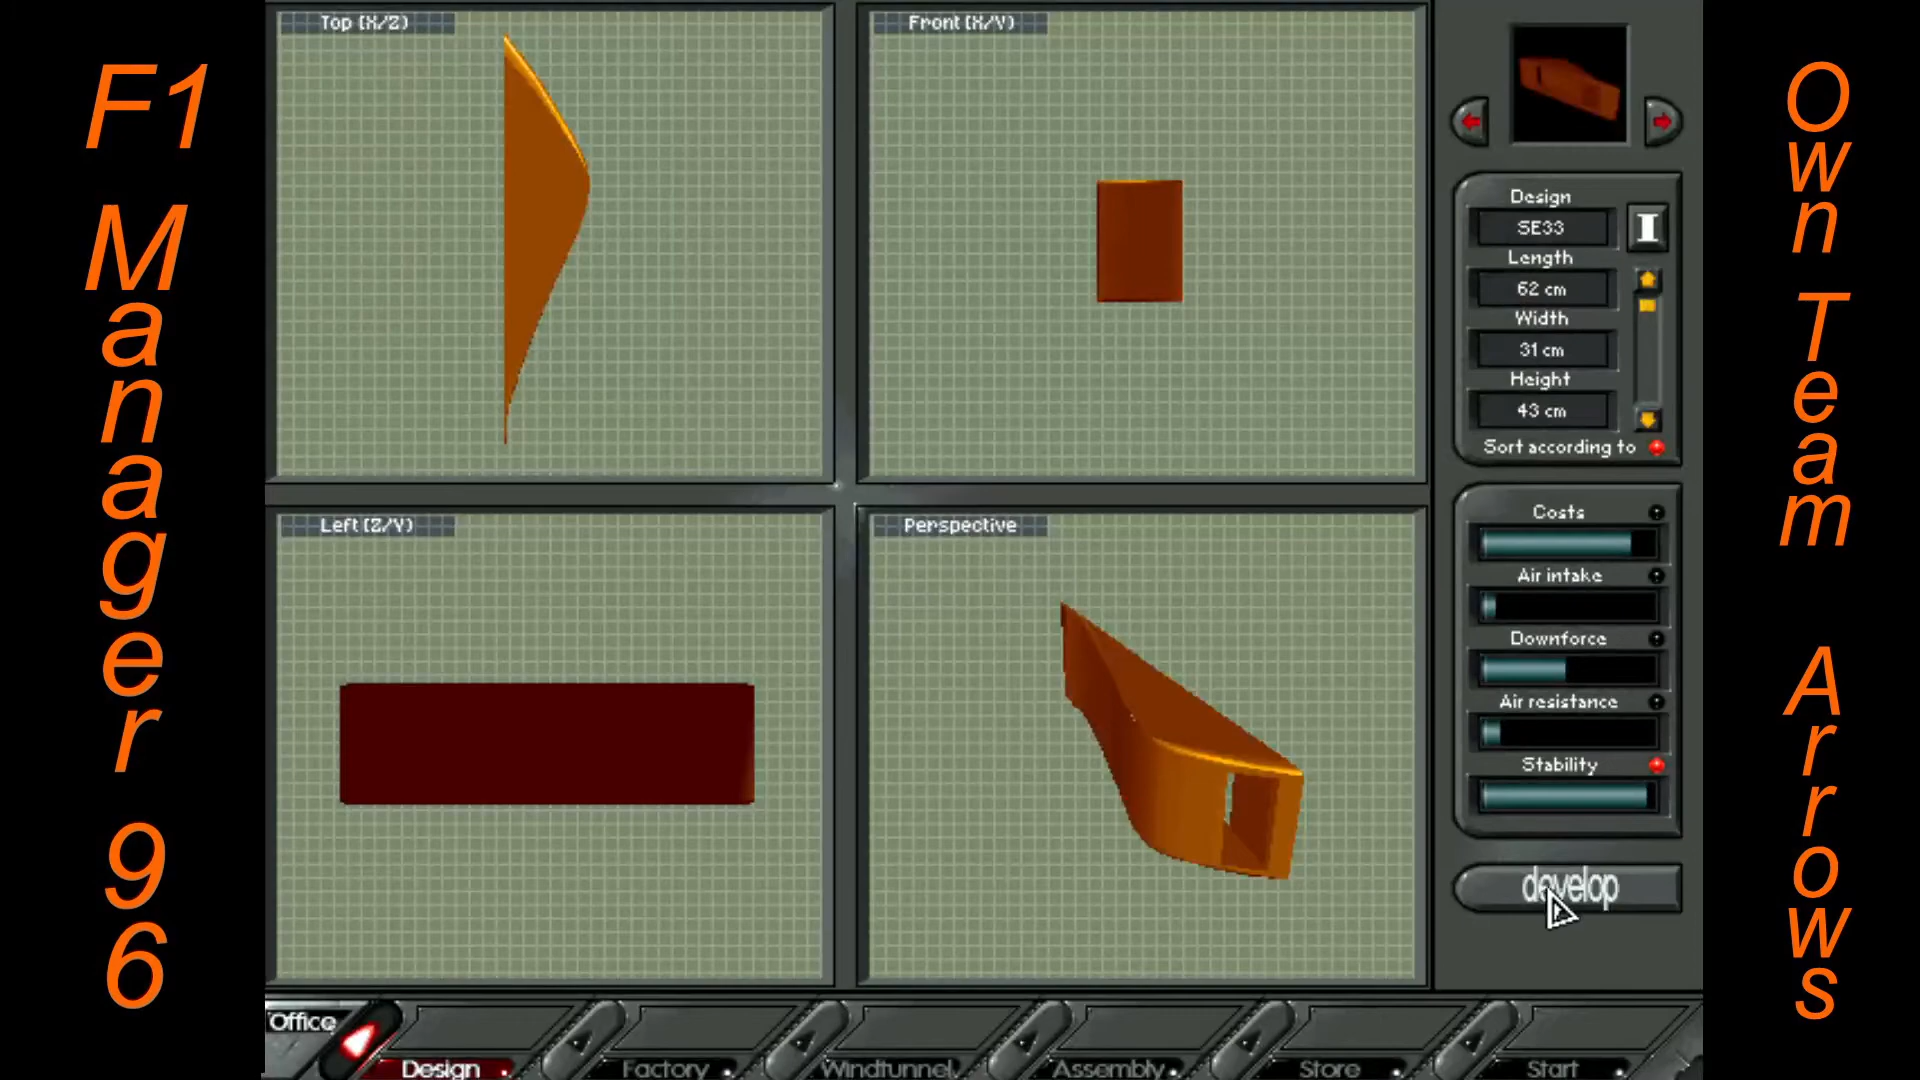 F1 Manager 96
Top (X/Z)
Front (X/Y)
Left (Z/Y)
Perspective
Design
SE33
Length
62 cm
Width
31 cm
Height
43 cm
Sort according to
Costs
Air intake
Downforce
Air resistance
Stability
develop
Office
Design
Factory
Windtunnel
Assembly
Store
Start
Own Team Arrows